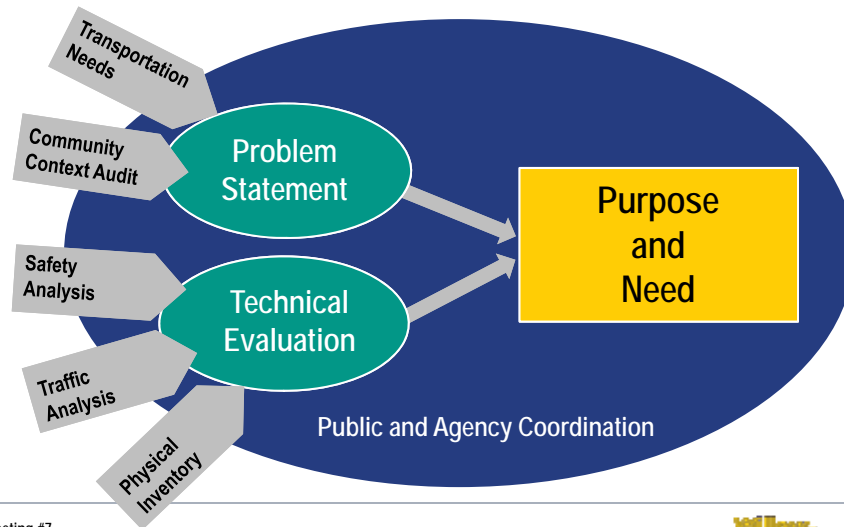 Transportation
Needs
Community
Context Audit
Problem
Statement
Purpose
and
Need
Safety
Analysis
Technical
Evaluation
Traffic
Analysis
Physical
Inventory
Public and Agency Coordination
#7